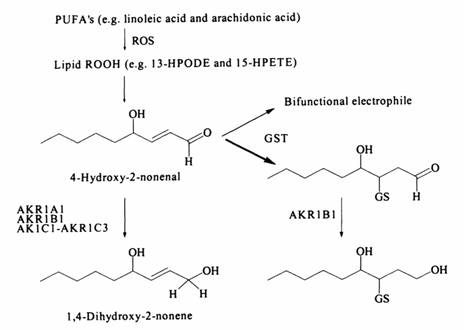 PUFA's (e.g. linoleic acid and arachidonic acid)
ROS
Lipid ROOH (e.g. 13-HPODE and 15-HPETE)
OH
O
H
4-Hydroxy-2-nonenal
Bifunctional electrophile
GST
OH
O
H
GS
AKR1A1
AKR1B1
AK1C1-AKR1C3
AKR1B1
OH
OH
H H
1,4-Dihydroxy-2-nonene
OH
OH
GS